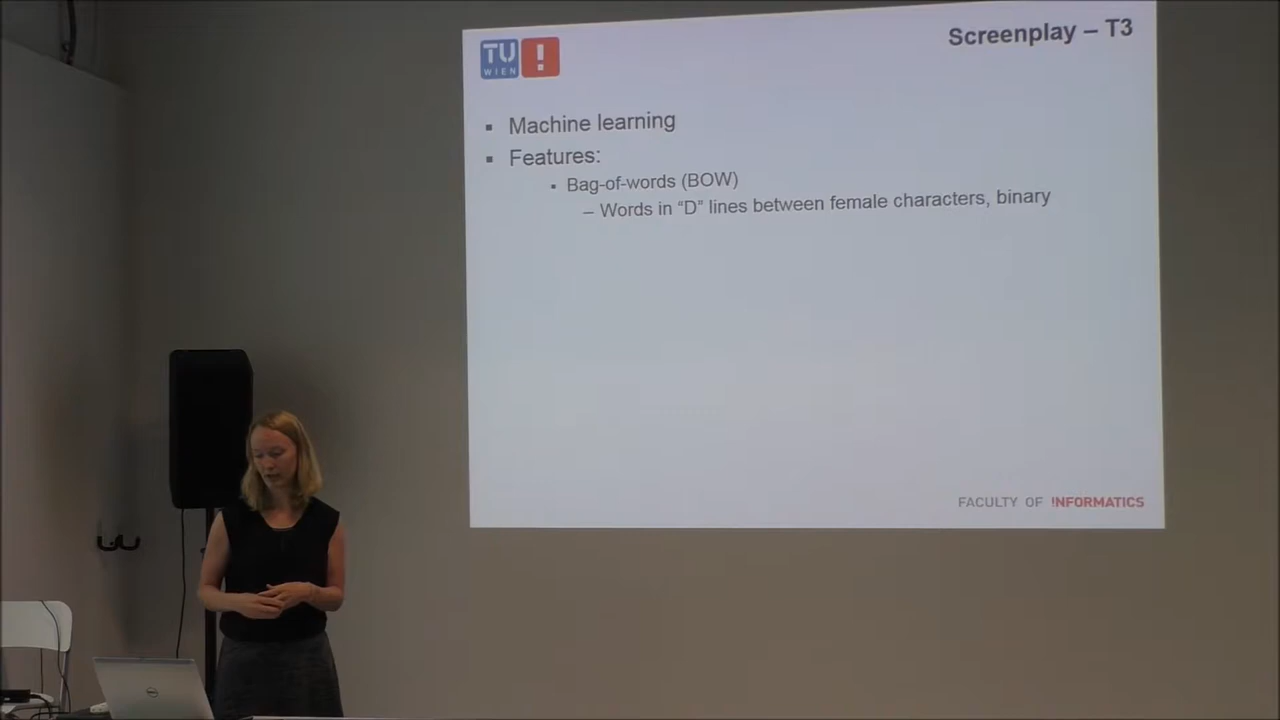 Screenplay – T3
TU
WIEN
!
▪ Machine learning
▪ Features:
▪ Bag-of-words (BOW)
– Words in “D” lines between female characters, binary
FACULTY OF !NFORMATICS
DELL